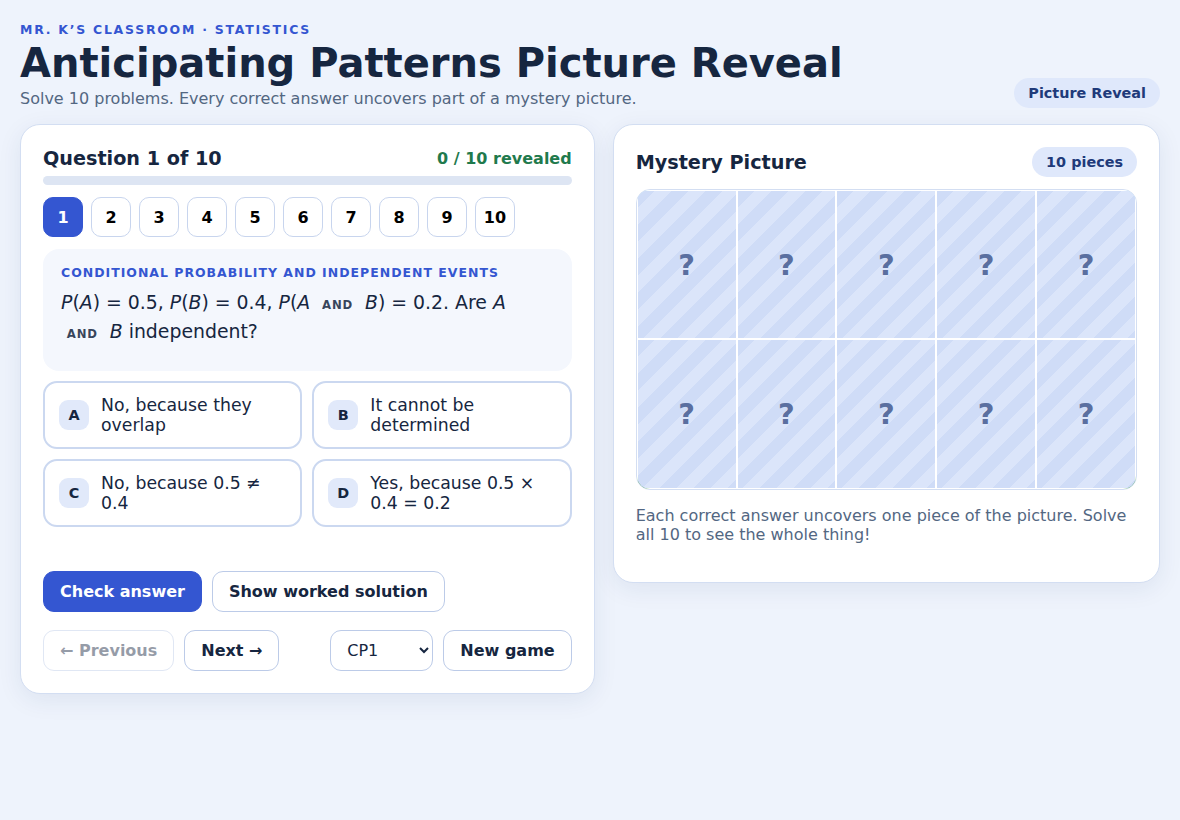 MR. K’S CLASSROOM · STATISTICS
Anticipating Patterns Picture Reveal
Solve 10 problems. Every correct answer uncovers part of a mystery picture.
Picture Reveal
Question 1 of 10
0 / 10 revealed
1 2 3 4 5 6 7 8 9 10
CONDITIONAL PROBABILITY AND INDEPENDENT EVENTS
P(A) = 0.5, P(B) = 0.4, P(A AND B) = 0.2. Are A
AND B independent?
A No, because they
overlap
B It cannot be
determined
C No, because 0.5 ≠
0.4
D Yes, because 0.5 ×
0.4 = 0.2
Check answer
Show worked solution
← Previous
Next →
CP1
New game
Mystery Picture
10 pieces
? ? ? ? ?
? ? ? ? ?
Each correct answer uncovers one piece of the picture. Solve
all 10 to see the whole thing!